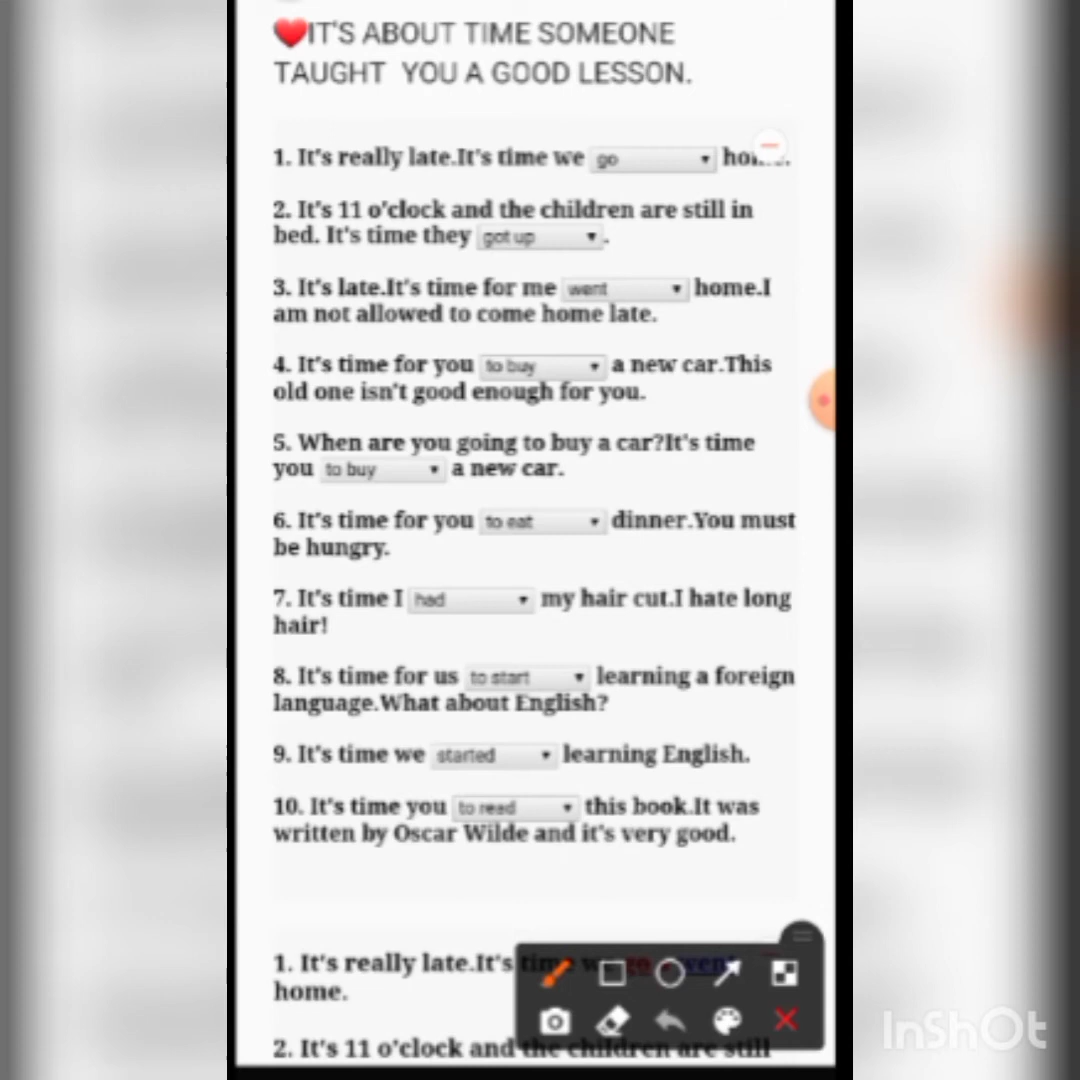 ❤️IT'S ABOUT TIME SOMEONE
TAUGHT YOU A GOOD LESSON.
1. It's really late.It's time we go
2. It's 11 o'clock and the children are still in
bed. It's time they got up.
3. It's late.It's time for me went home.I
am not allowed to come home late.
4. It's time for you to buy a new car.This
old one isn't good enough for you.
5. When are you going to buy a car?It's time
you to buy a new car.
6. It's time for you to eat dinner.You must
be hungry.
7. It's time I had my hair cut.I hate long
hair!
8. It's time for us to start learning a foreign
language.What about English?
9. It's time we started learning English.
10. It's time you to read this book.It was
written by Oscar Wilde and it's very good.
1. It's really late.It's time we go went
home.
2. It's 11 o'clock and the children are still
InShOt